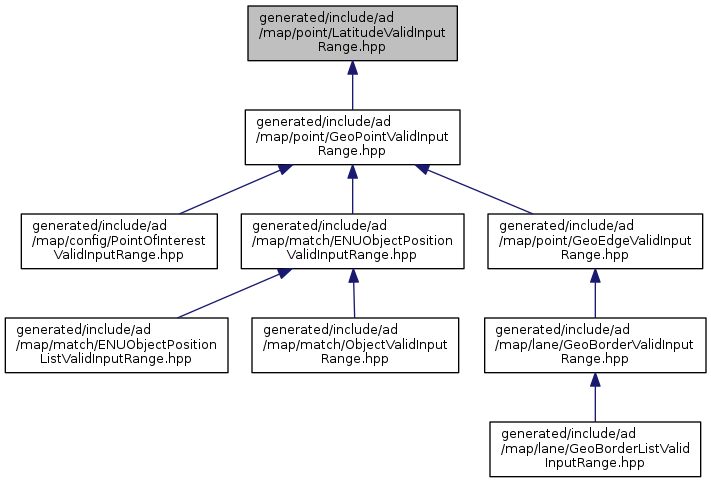 generated/include/ad
/map/point/LatitudeValidInput
Range.hpp
generated/include/ad
/map/point/GeoPointValidInput
Range.hpp
generated/include/ad
/map/config/PointOfInterest
ValidInputRange.hpp
generated/include/ad
/map/match/ENUObjectPosition
ValidInputRange.hpp
generated/include/ad
/map/point/GeoEdgeValidInput
Range.hpp
generated/include/ad
/map/match/ENUObjectPosition
ListValidInputRange.hpp
generated/include/ad
/map/match/ObjectValidInput
Range.hpp
generated/include/ad
/map/lane/GeoBorderValidInput
Range.hpp
generated/include/ad
/map/lane/GeoBorderListValid
InputRange.hpp